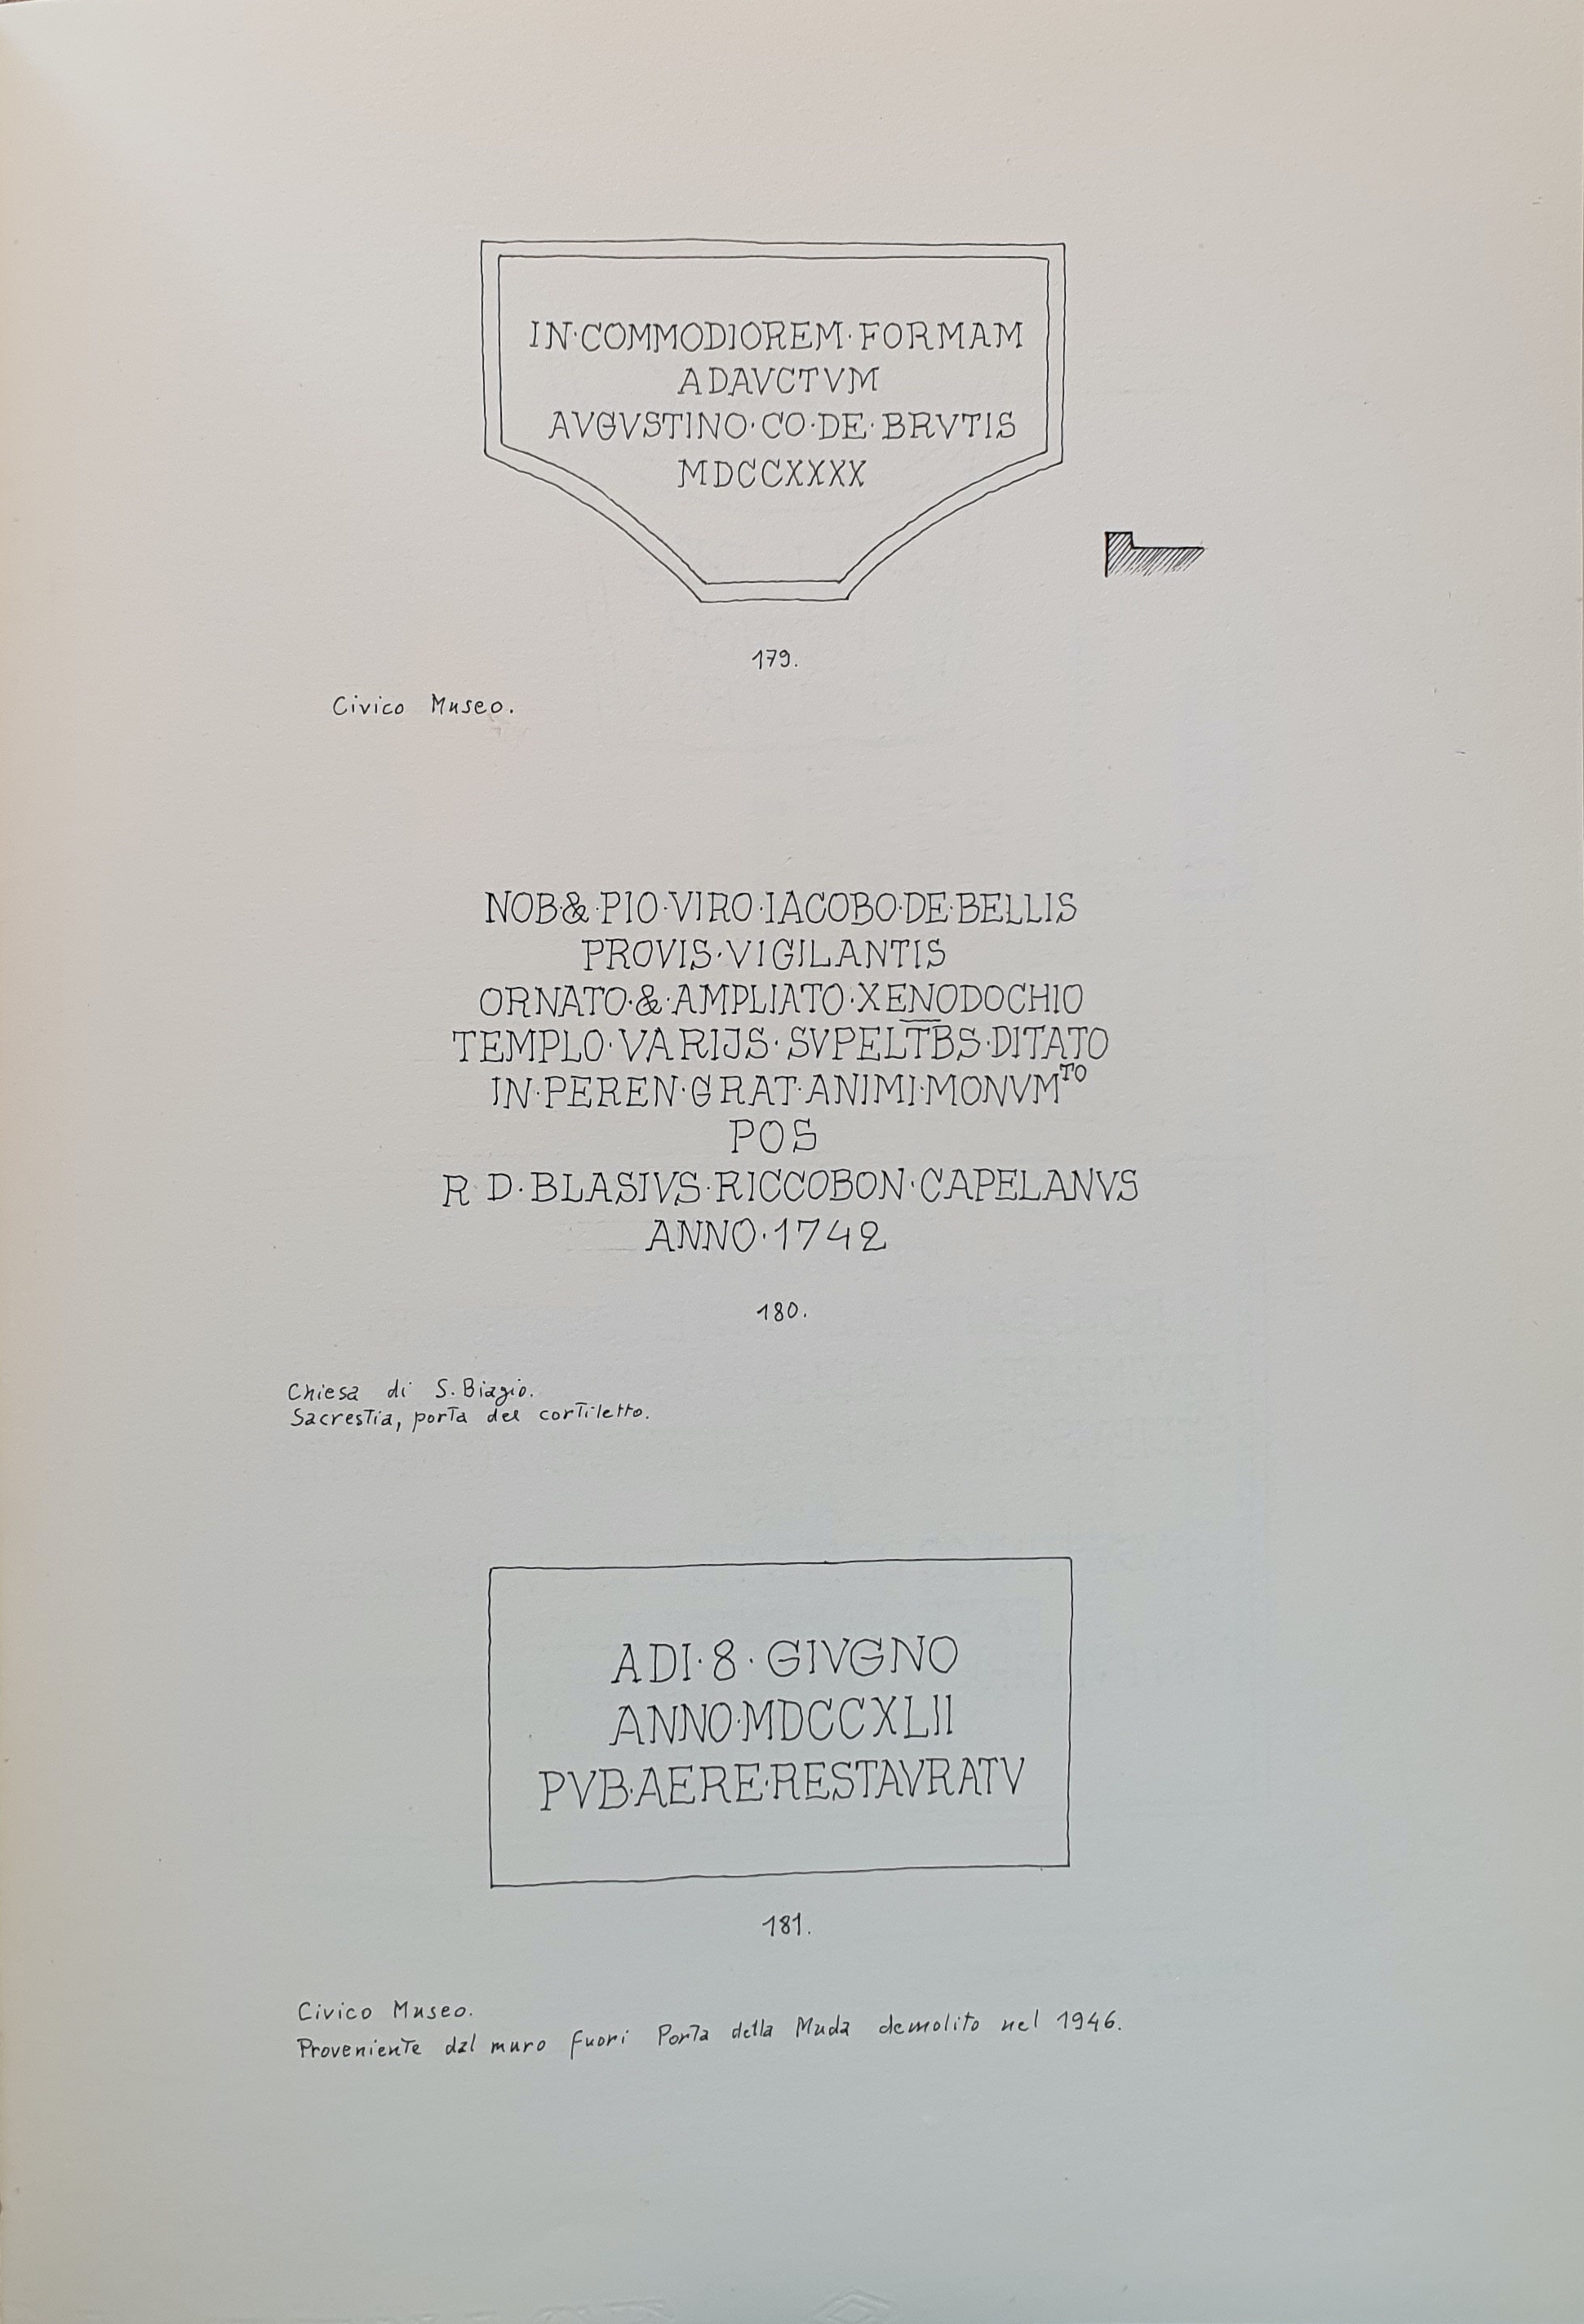 IN·COMMODIOREM·FORMAM
ADAVCTVM
AVGVSTINO·CO·DE·BRVTIS
MDCCXXXX
179.
Civico Museo.
NOB·&·PIO·VIRO·IACOBO·DE·BELLIS
PROVIS·VIGILANTIS
ORNATO·&·AMPLIATO·XENODOCHIO
TEMPLO·VARIJS·SVPELT̅B̅S·DITATO
IN·PEREN·GRAT·ANIMI·MONVMᵀᴼ
POS
R·D·BLASIVS·RICCOBON·CAPELANVS
ANNO·1742
180.
Chiesa di S. Biagio.
Sacrestia, porta del cortiletto.
ADI·8·GIVGNO
ANNO·MDCCXLII
PVB·AERE·RESTAVRATV
181.
Civico Museo.
Proveniente dal muro fuori Porta della Muda demolito nel 1946.